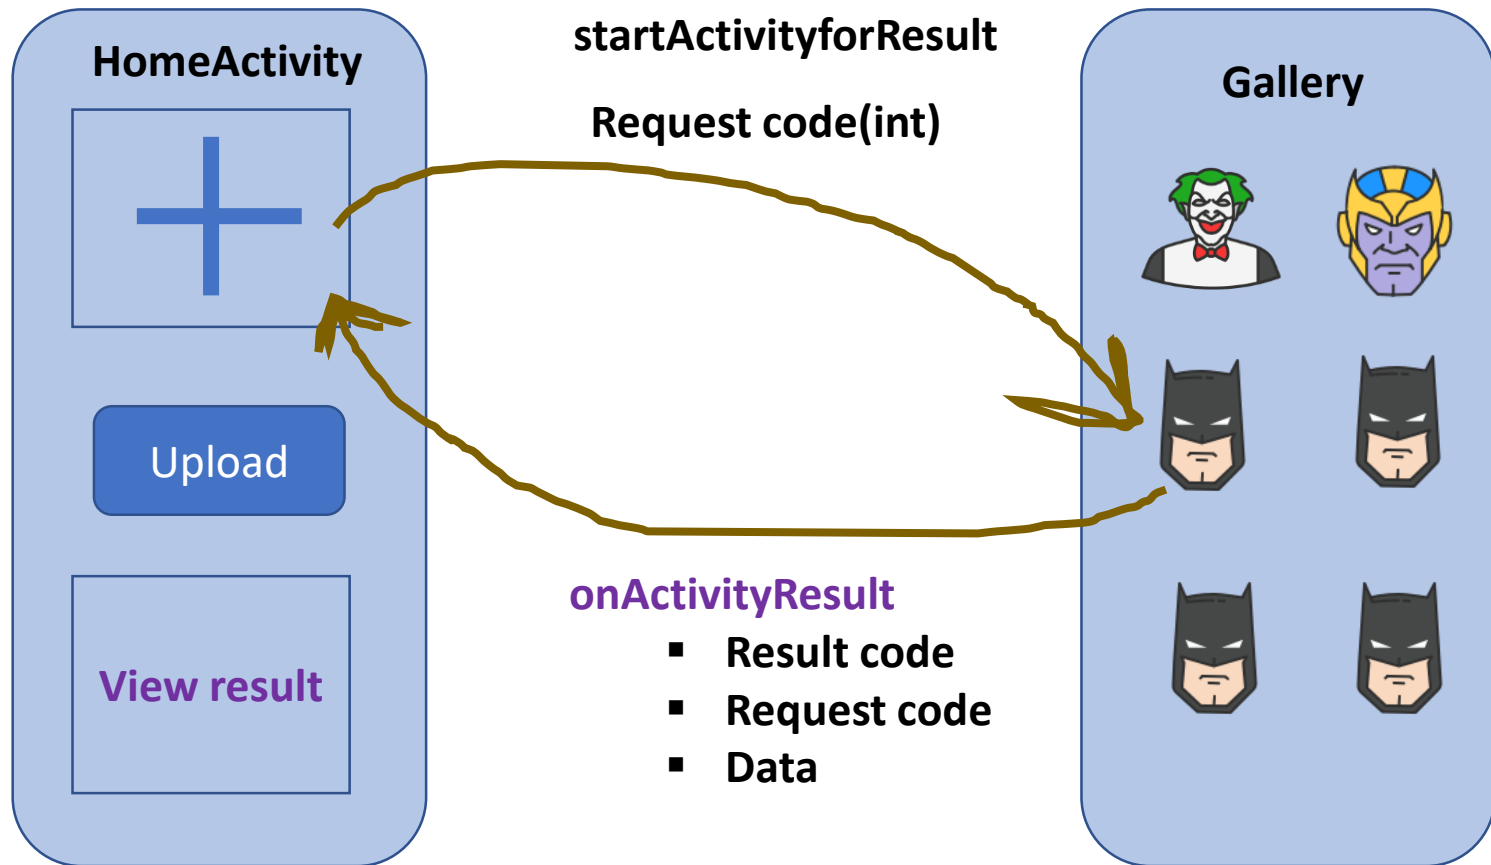 HomeActivity
Upload
View result
startActivityforResult
Request code(int)
onActivityResult
▪ Result code
▪ Request code
▪ Data
Gallery